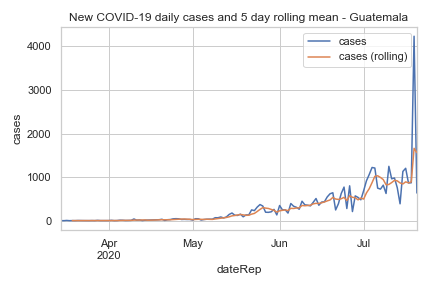 New COVID-19 daily cases and 5 day rolling mean - Guatemala
cases
cases (rolling)
cases
4000
3000
2000
1000
0
Apr
2020
May
Jun
Jul
dateRep